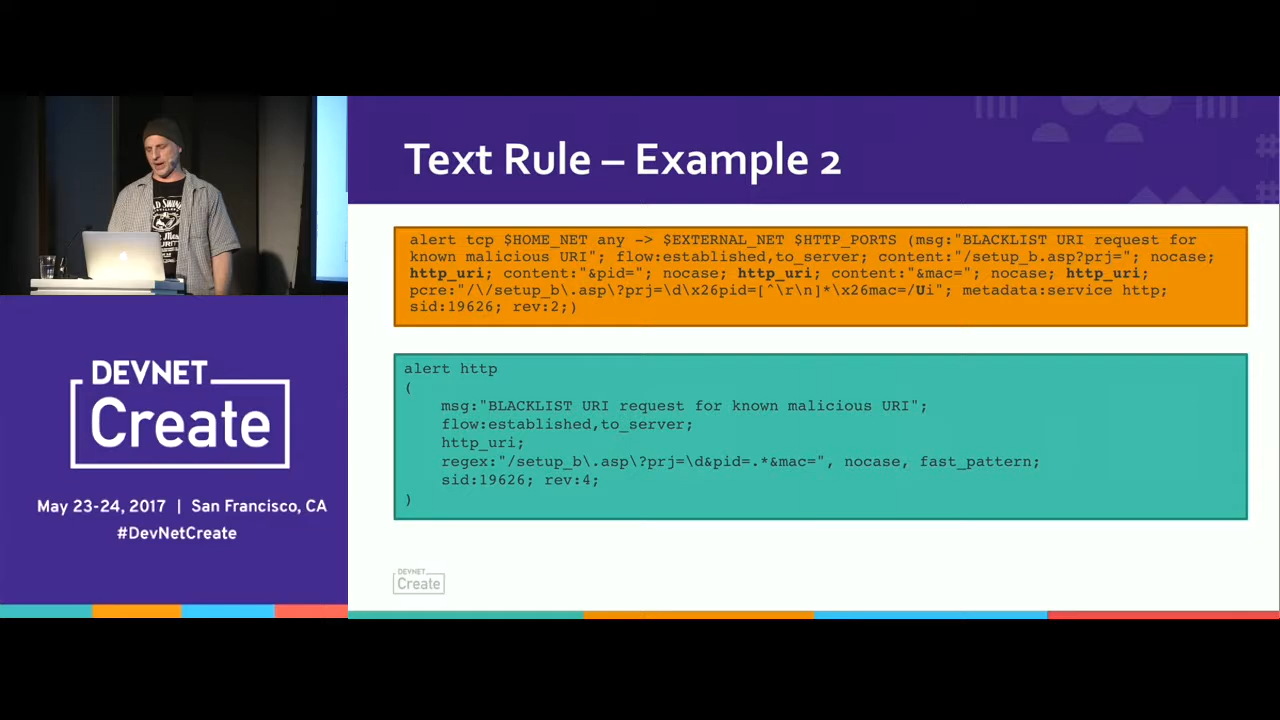 Text Rule – Example 2
alert tcp $HOME_NET any -> $EXTERNAL_NET $HTTP_PORTS (msg:"BLACKLIST URI request for
known malicious URI"; flow:established,to_server; content:"/setup_b.asp?prj="; nocase;
http_uri; content:"&pid="; nocase; http_uri; content:"&mac="; nocase; http_uri;
pcre:"/\/setup_b\.asp\?prj=\d\x26pid=[^\r\n]*\x26mac=/Ui"; metadata:service http;
sid:19626; rev:2;)
alert http
(
msg:"BLACKLIST URI request for known malicious URI";
flow:established,to_server;
http_uri;
regex:"/setup_b\.asp\?prj=\d&pid=.*&mac=", nocase, fast_pattern;
sid:19626; rev:4;
)
DEVNET
Create
DEVNET
Create
May 23-24, 2017 | San Francisco, CA
#DevNetCreate